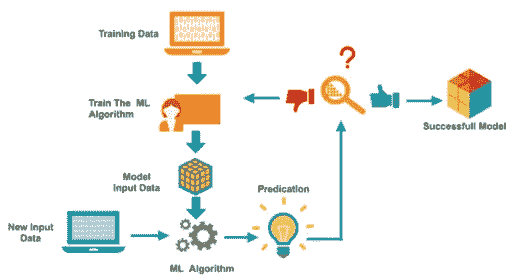 Training Data
?
Train The ML
Algorithm
Successfull Model
Model
Input Data
Predication
New Input
Data
ML Algorithm